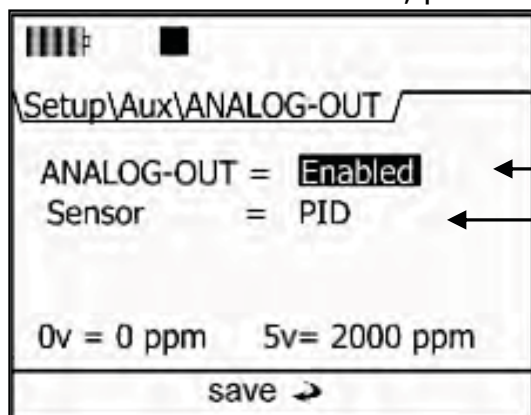 \Setup\Aux\ANALOG-OUT/
ANALOG-OUT = Enabled
Sensor = PID
0v = 0 ppm 5v= 2000 ppm
save